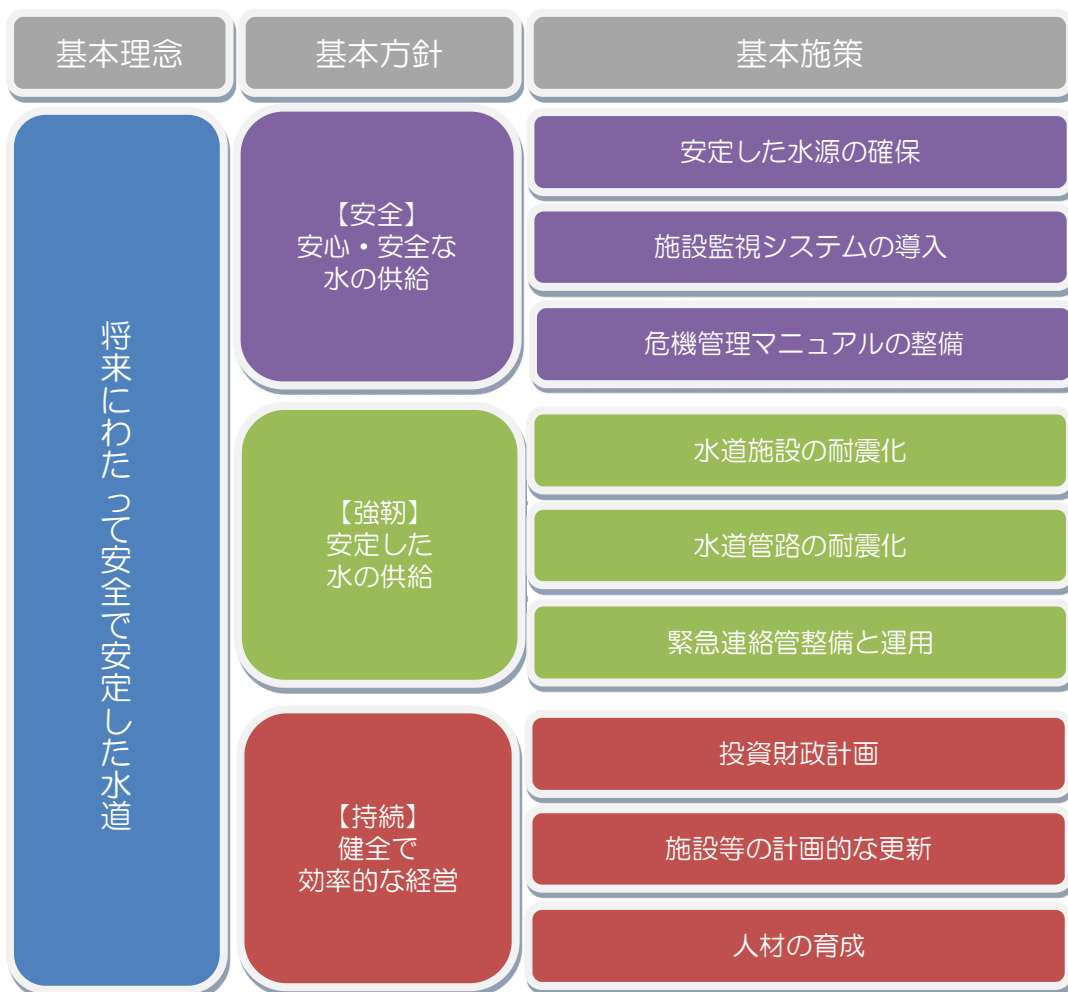 基本理念
基本方針
基本施策
将来にわたって安全で安定した水道
【安全】
安心・安全な
水の供給
安定した水源の確保
施設監視システムの導入
危機管理マニュアルの整備
【強靭】
安定した
水の供給
水道施設の耐震化
水道管路の耐震化
緊急連絡管整備と運用
【持続】
健全で
効率的な経営
投資財政計画
施設等の計画的な更新
人材の育成